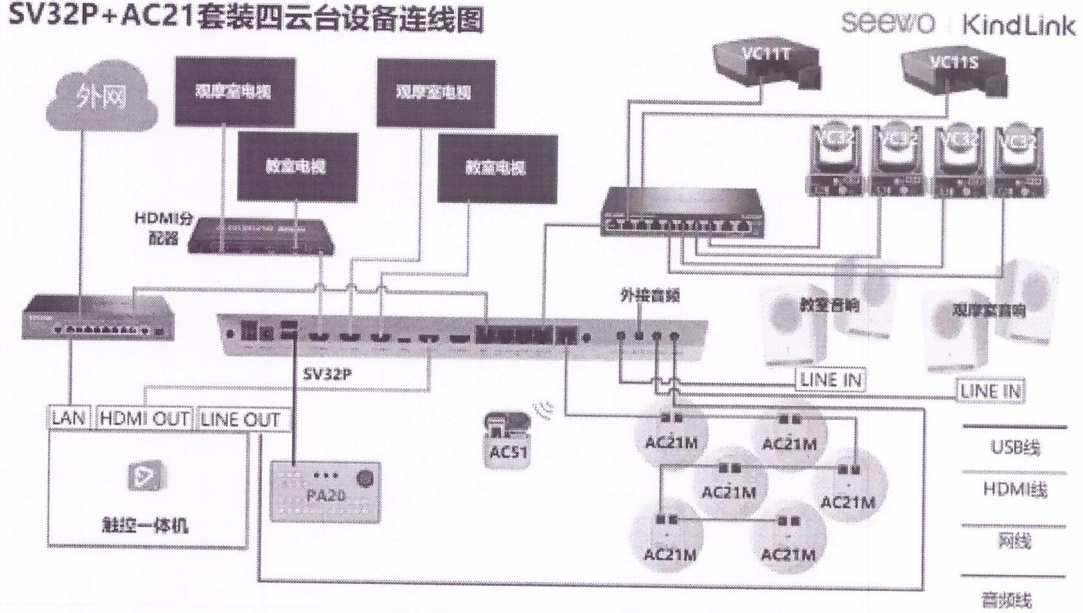 SV32P+AC21套装四云台设备连线图
seewo KindLink
外网
观摩室电视
观摩室电视
教室电视
教室电视
VC11T
VC11S
VC32
VC32
VC32
VC32
HDMI分
配器
外接音频
教室音响
观摩室音响
SV32P
LINE IN
LINE IN
LAN
HDMI OUT
LINE OUT
触控一体机
PA20
AC51
AC21M
AC21M
AC21M
AC21M
AC21M
AC21M
USB线
HDMI线
网线
音频线